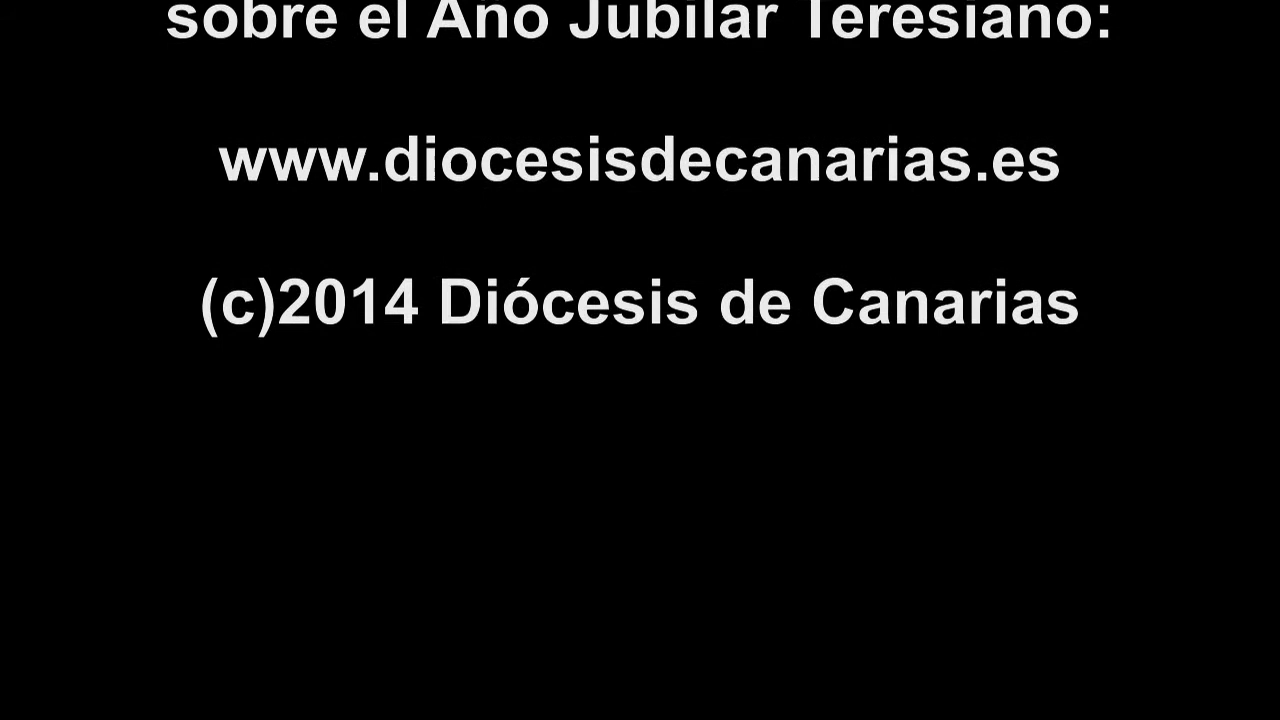 sobre el Año Jubilar Teresiano:
www.diocesisdecanarias.es
(c)2014 Diócesis de Canarias